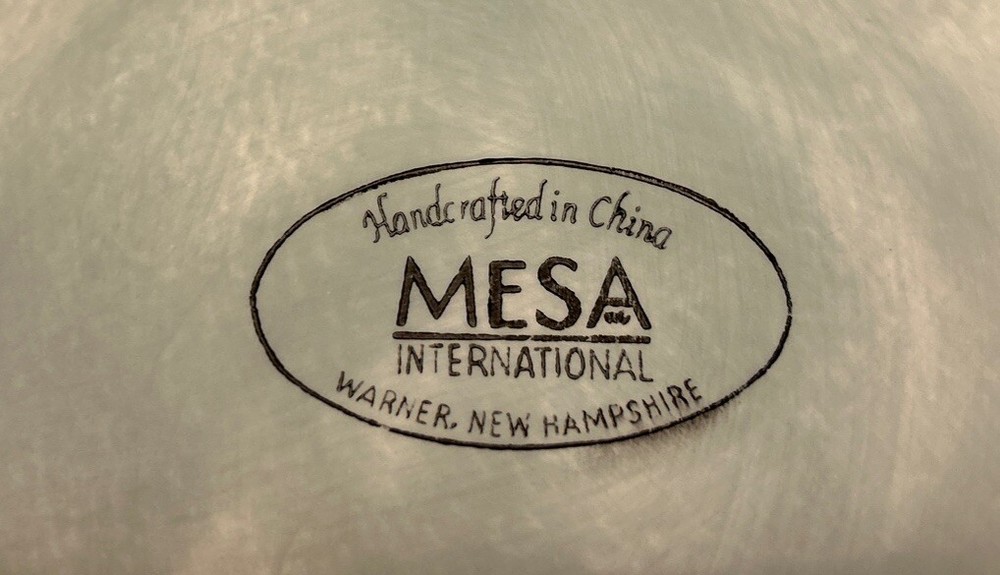 Handcrafted in China
MESA
INTERNATIONAL
WARNER, NEW HAMPSHIRE